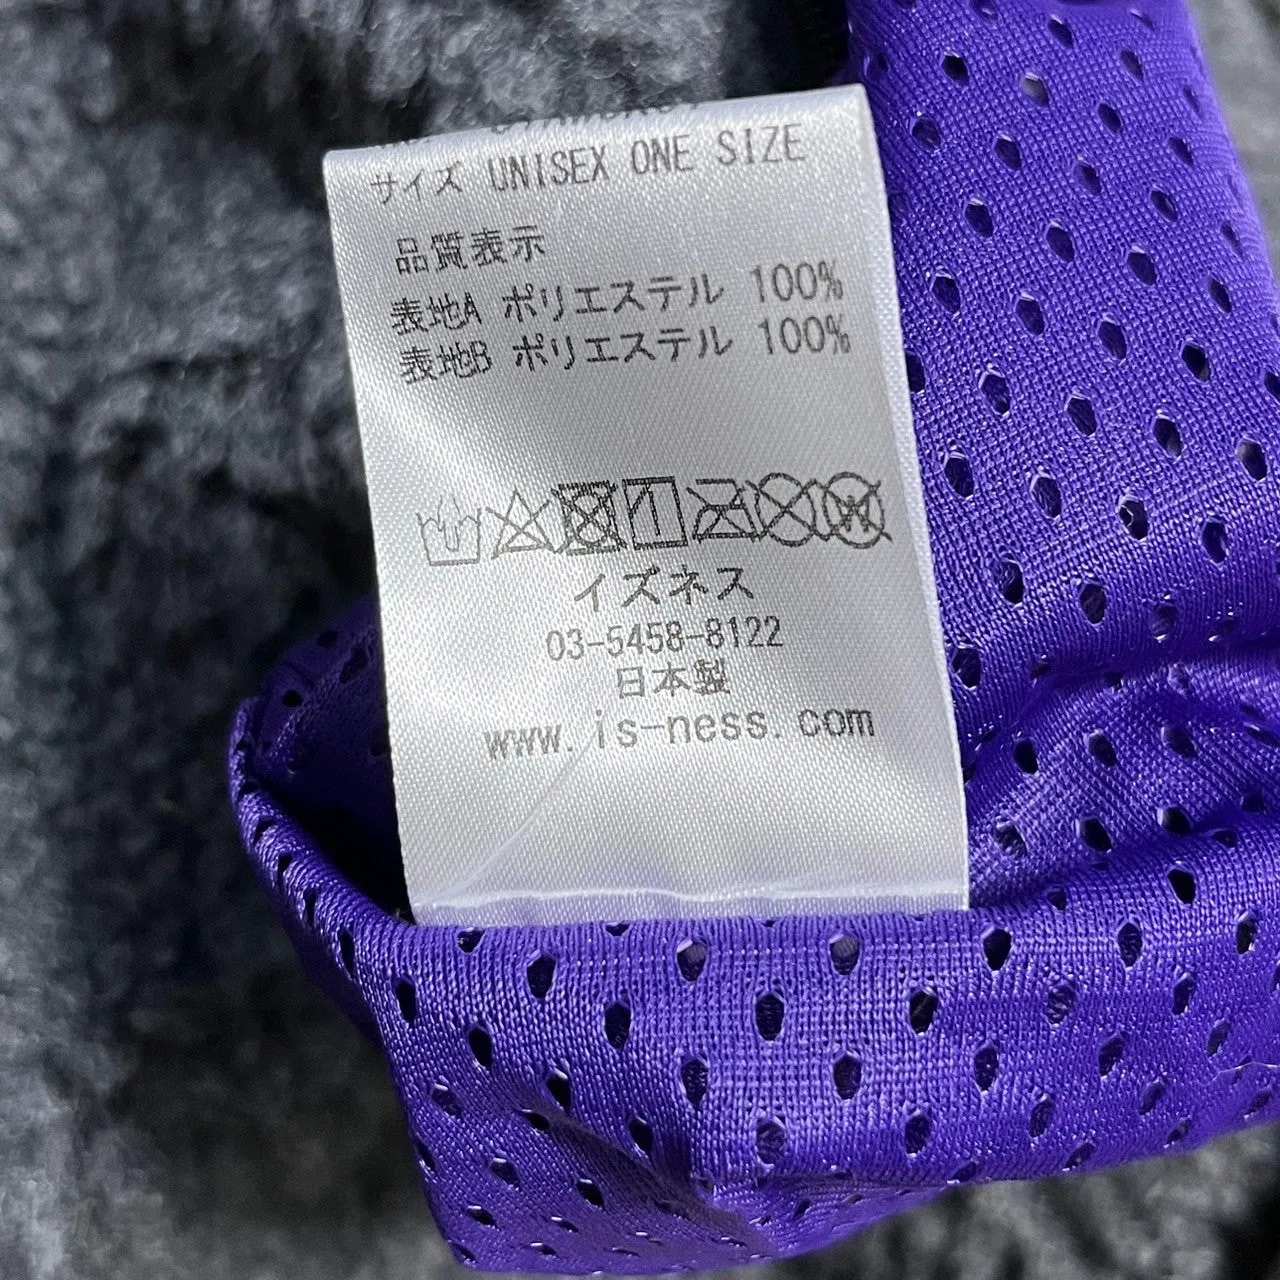 サイズ UNISEX ONE SIZE
品質表示
表地A ポリエステル 100%
表地B ポリエステル 100%
イズネス
03-5458-8122
日本製
www.is-ness.com